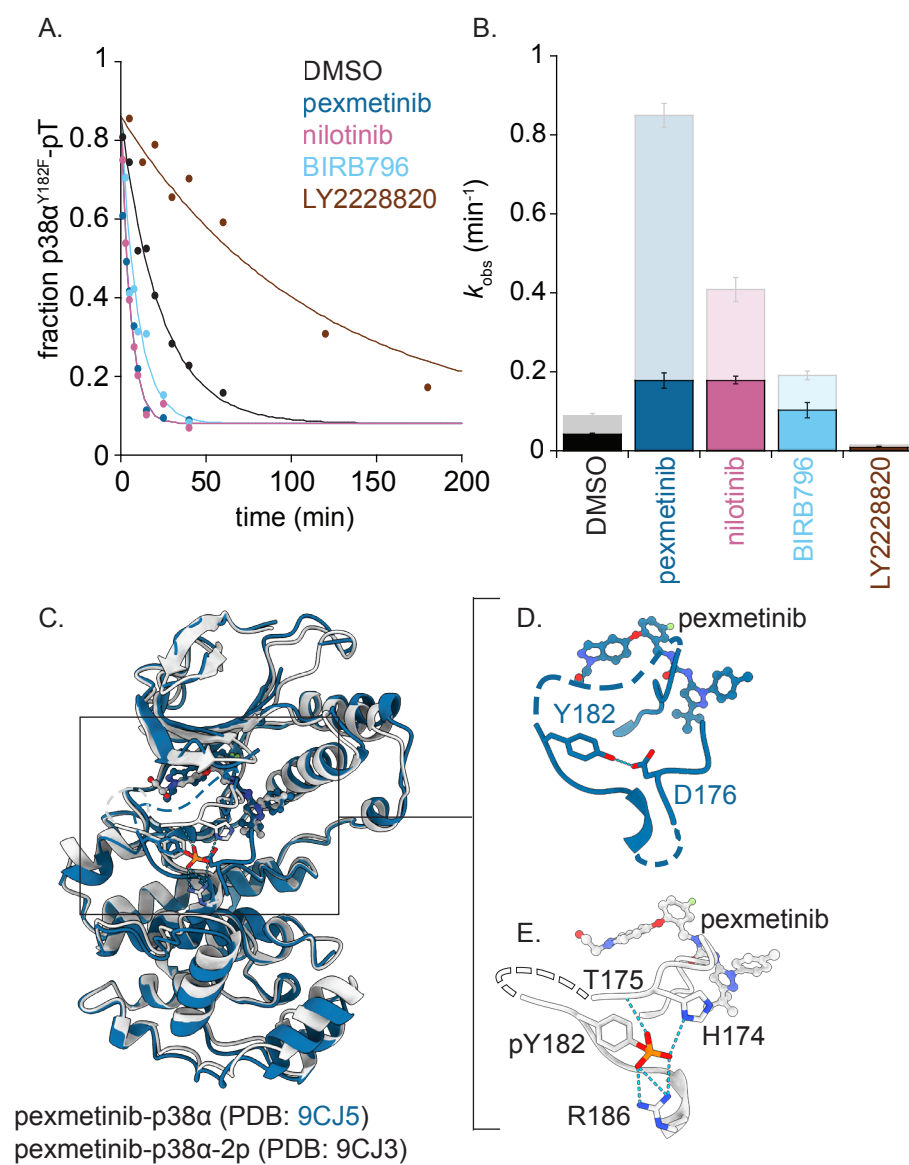 A.
1
0.8
0.6
0.4
0.2
0
fraction p38α^Y182F-pT
0 50 100 150 200
time (min)
DMSO
pexmetinib
nilotinib
BIRB796
LY2228820
B.
1
0.8
0.6
0.4
0.2
0
k_obs (min⁻¹)
DMSO
pexmetinib
nilotinib
BIRB796
LY2228820
C.
pexmetinib-p38α (PDB: 9CJ5)
pexmetinib-p38α-2p (PDB: 9CJ3)
D.
pexmetinib
Y182
D176
E.
pexmetinib
T175
pY182
H174
R186